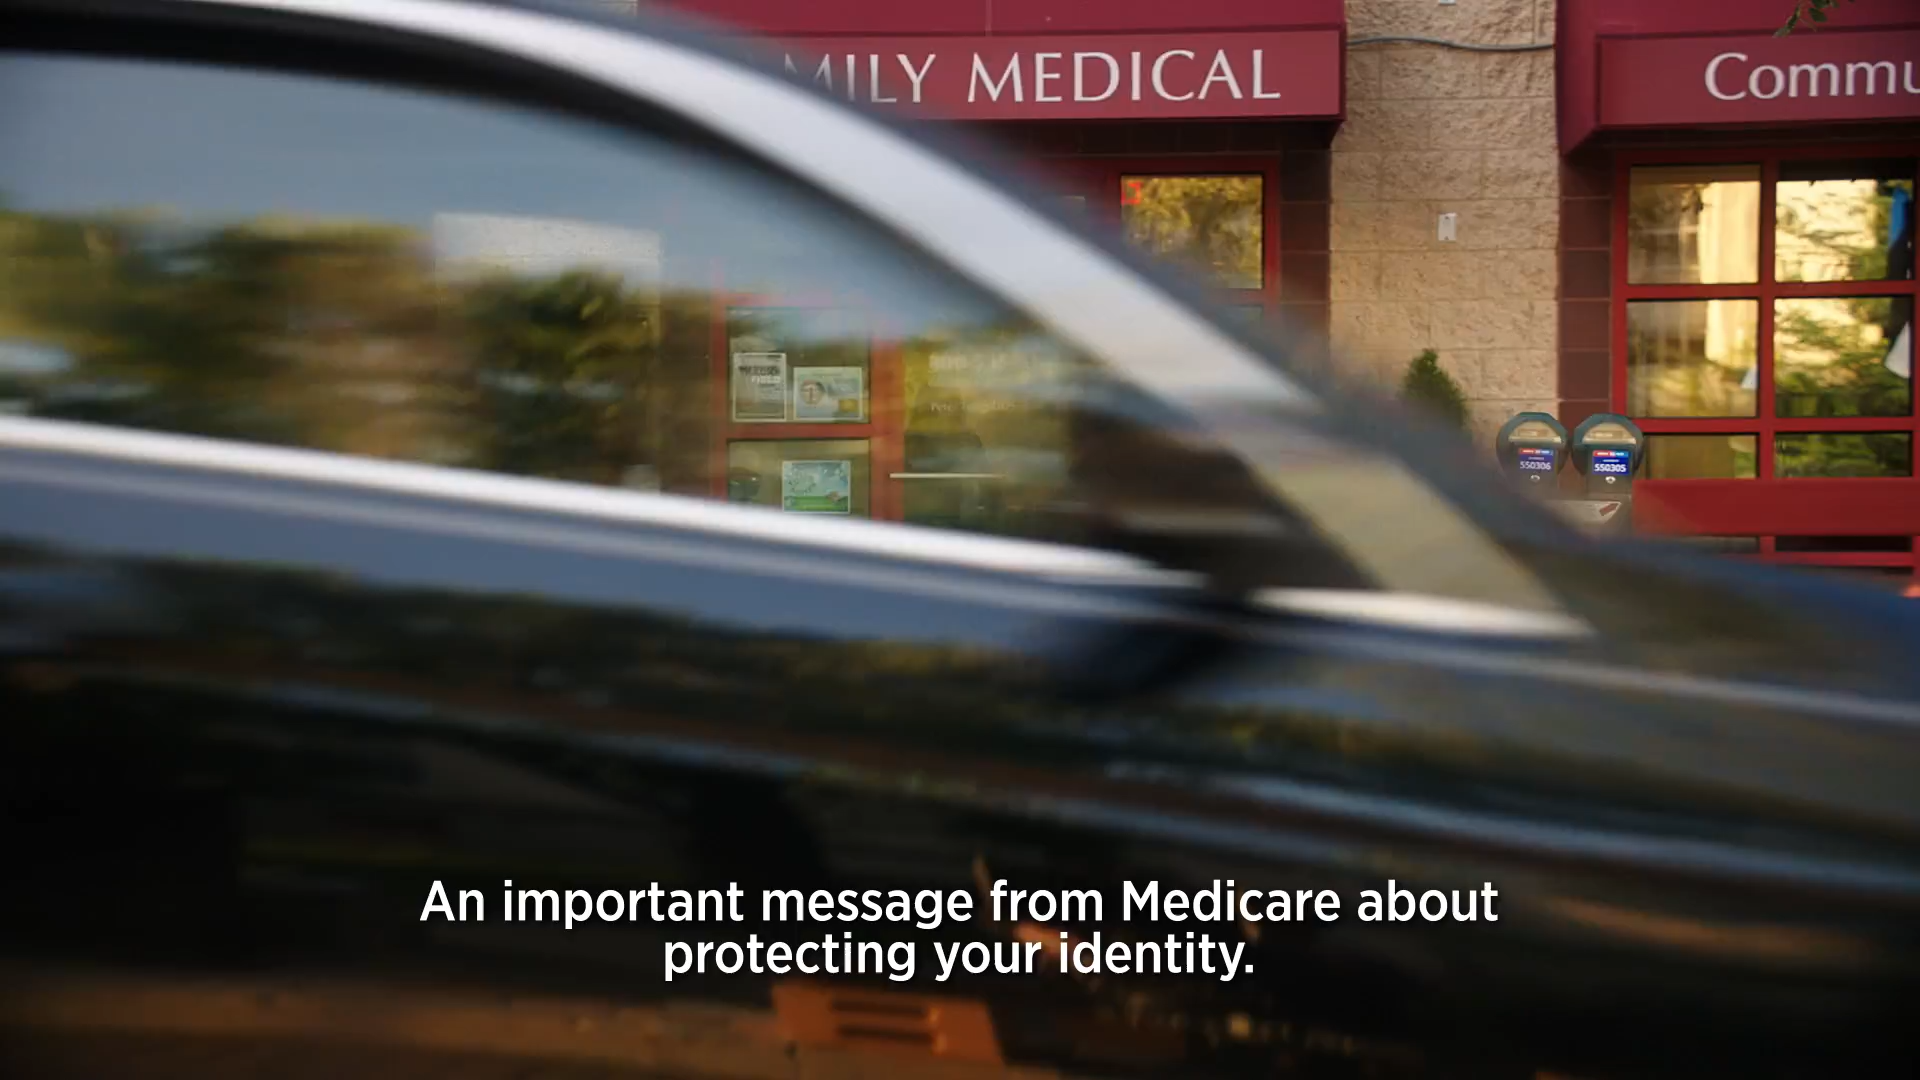 MILY MEDICAL
Commu
550306
550305
An important message from Medicare about
protecting your identity.